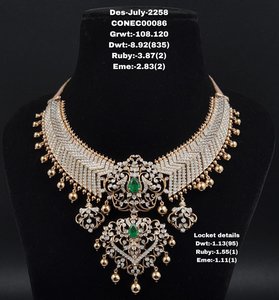 Des-July-2258
CONEC00086
Grwt:-108.120
Dwt:-8.92(835)
Ruby:-3.87(2)
Eme:-2.83(2)
Locket details
Dwt:-1.13(95)
Ruby:-1.55(1)
Eme:-1.11(1)